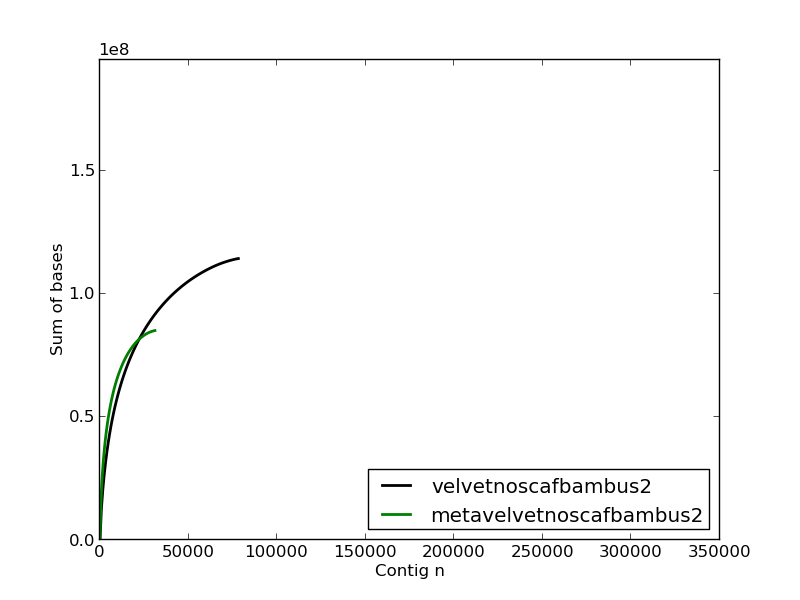 1e8
1.5
1.0
0.5
0.0
Sum of bases
velvetnoscafbambus2
metavelvetnoscafbambus2
0 50000 100000 150000 200000 250000 300000 350000
Contig n